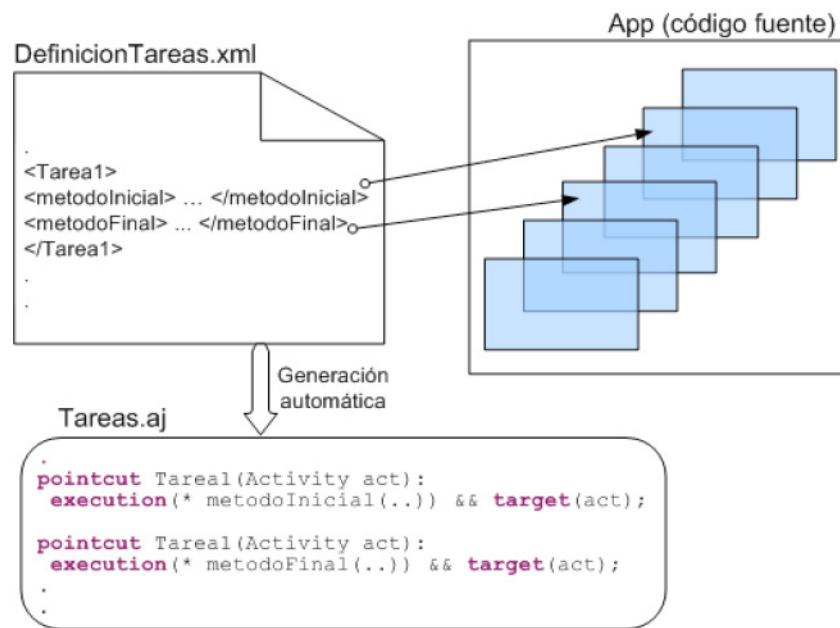 DefinicionTareas.xml
.
<Tarea1>
<metodoInicial> ... </metodoInicial>
<metodoFinal> ... </metodoFinal>
</Tarea1>
.
.
App (código fuente)
Generación
automática
Tareas.aj
.
pointcut Tarea1(Activity act):
execution(* metodoInicial(..)) && target(act);
pointcut Tarea1(Activity act):
execution(* metodoFinal(..)) && target(act);
.
.